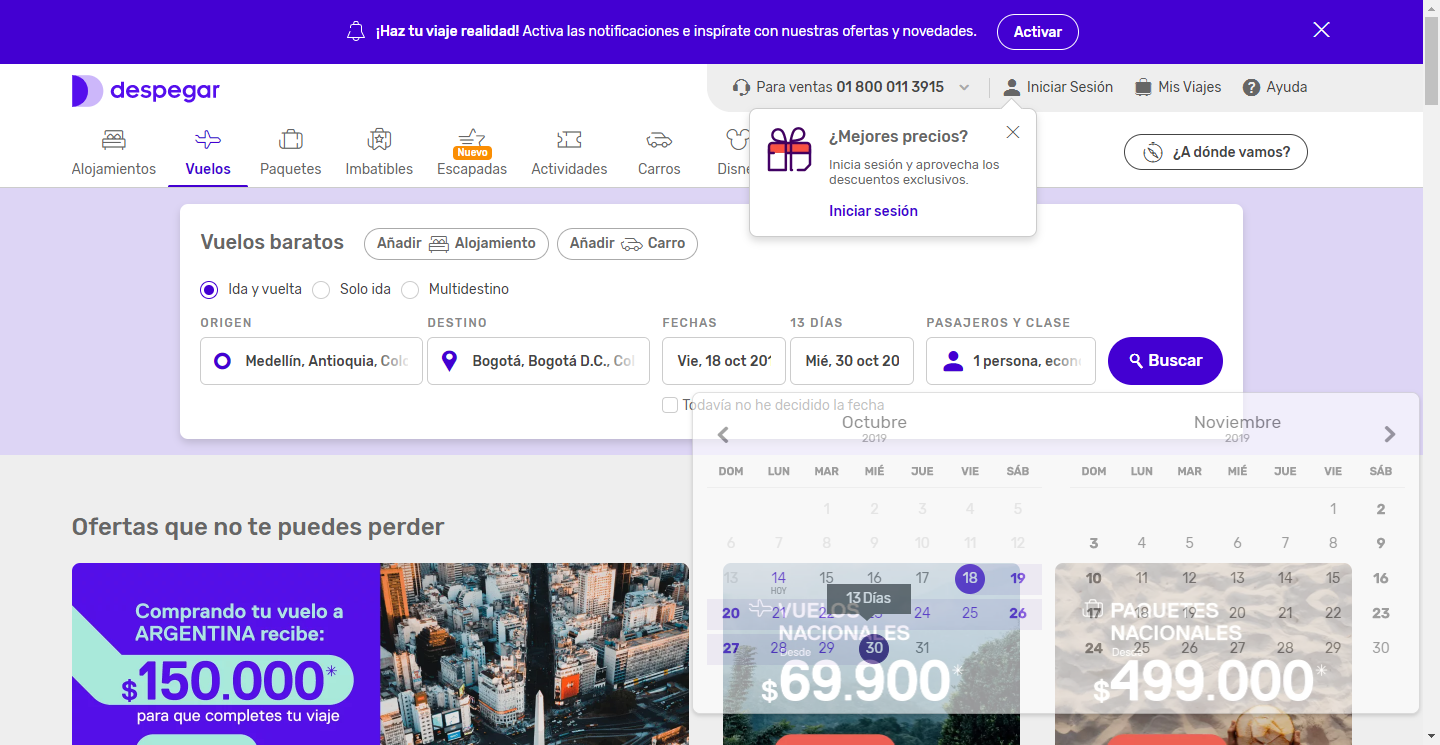 ¡Haz tu viaje realidad! Activa las notificaciones e inspírate con nuestras ofertas y novedades.
Activar
despegar
Para ventas 01 800 011 3915
Iniciar Sesión
Mis Viajes
Ayuda
Alojamientos
Vuelos
Paquetes
Imbatibles
Nuevo
Escapadas
Actividades
Carros
Disne
¿A dónde vamos?
¿Mejores precios?
Inicia sesión y aprovecha los
descuentos exclusivos.
Iniciar sesión
Vuelos baratos
Añadir Alojamiento
Añadir Carro
Ida y vuelta
Solo ida
Multidestino
ORIGEN
DESTINO
FECHAS
13 DÍAS
PASAJEROS Y CLASE
Medellín, Antioquia, Colo
Bogotá, Bogotá D.C., Col
Vie, 18 oct 201
Mié, 30 oct 20
1 persona, econ
Buscar
Todavía no he decidido la fecha
Octubre
2019
DOM LUN MAR MIÉ JUE VIE SÁB
1 2 3 4 5
6 7 8 9 10 11 12
13 14 15 16 17 18 19
HOY
13 Días
20 21 22 24 25 26
27 28 29 30 31
Noviembre
2019
DOM LUN MAR MIÉ JUE VIE SÁB
1 2
3 4 5 6 7 8 9
10 11 12 13 14 15 16
17 18 19 20 21 22 23
24 25 26 27 28 29 30
Ofertas que no te puedes perder
Comprando tu vuelo a
ARGENTINA recibe:
$150.000*
para que completes tu viaje
VUELOS
NACIONALES
Desde
$69.900*
PAQUETES
NACIONALES
$499.000*